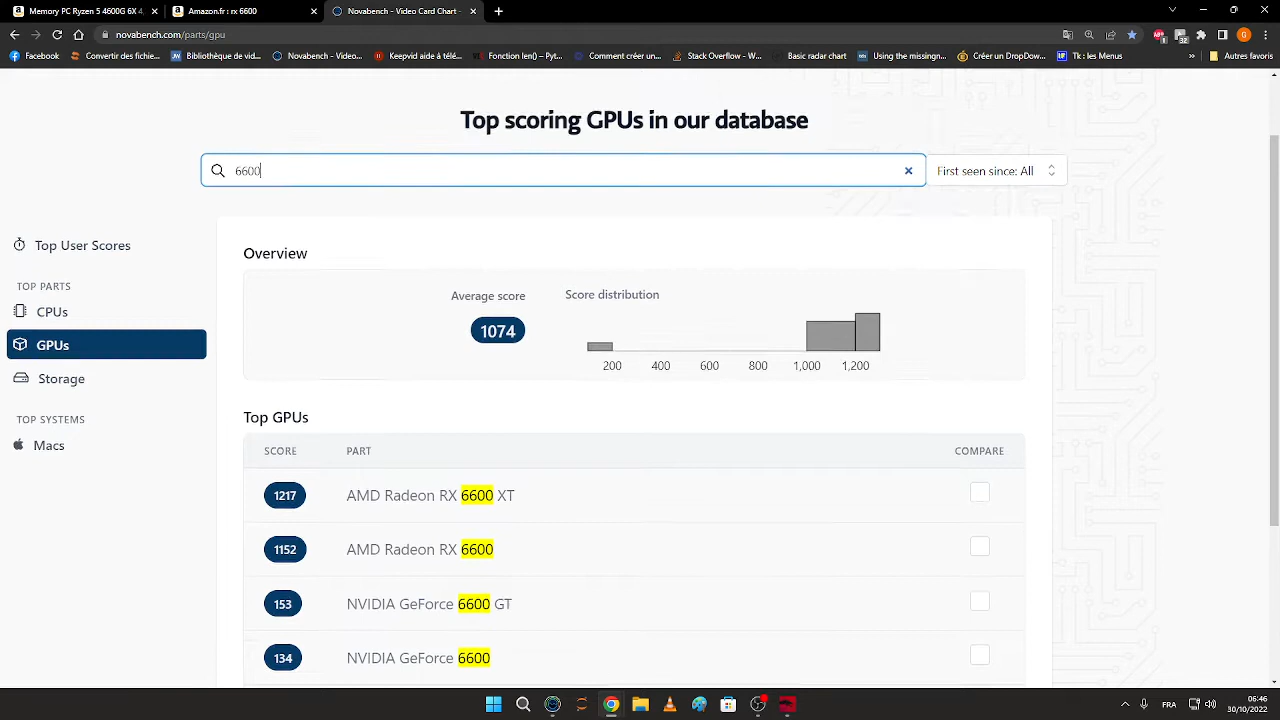 Memory PC Ryzen 5 4600G 6X 4,
Amazon.fr : rx 6600
Novabench - Video Card Chart -
novabench.com/parts/gpu
Facebook
Convertir des fichi...
Bibliothèque de vid...
Novabench - Video...
Keepvid aide à télé...
Fonction len() – Pyt...
Comment comparer...
Stack Overflow - W...
Basic radar chart
Using the missingn...
Créer un DropDow...
Tk : les Menus
»
Autres favoris
Top scoring GPUs in our database
6600
First seen since: All
Top User Scores
TOP PARTS
CPUs
GPUs
Storage
TOP SYSTEMS
Macs
Overview
Average score
1074
Score distribution
200 400 600 800 1,000 1,200
Top GPUs
SCORE PART COMPARE
1217 AMD Radeon RX 6600 XT
1152 AMD Radeon RX 6600
153 NVIDIA GeForce 6600 GT
134 NVIDIA GeForce 6600
FRA
06:46
30/10/2022